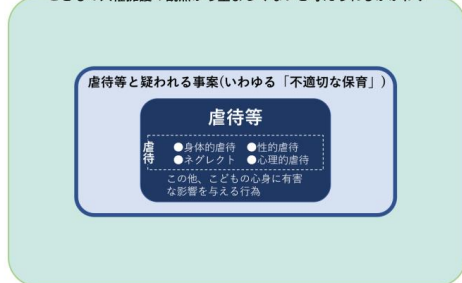 虐待等と疑われる事案(いわゆる「不適切な保育」)
虐待等
虐待
●身体的虐待 ●性的虐待
●ネグレクト ●心理的虐待
この他、こどもの心身に有害
な影響を与える行為